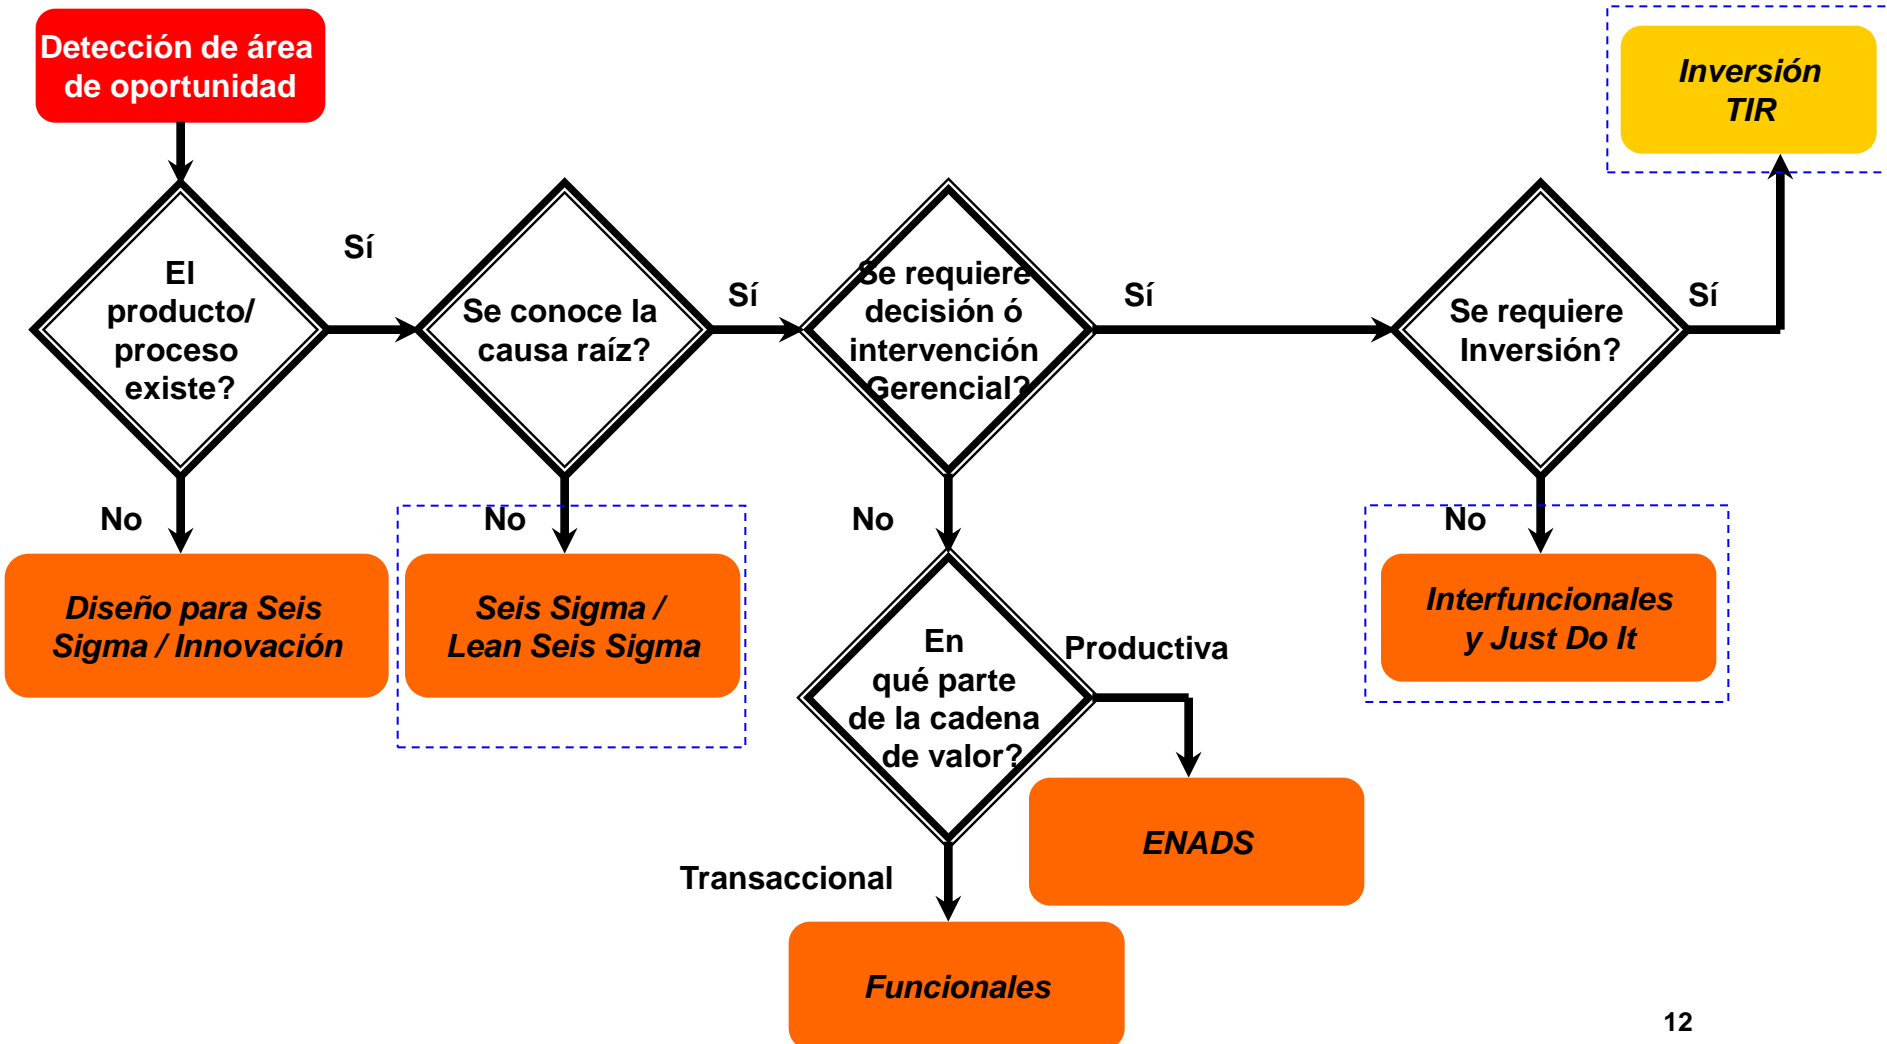 Detección de área
de oportunidad
Inversión
TIR
El
producto/
proceso
existe?
Sí
Se conoce la
causa raíz?
Sí
Se requiere
decisión ó
intervención
Gerencial?
Sí
Se requiere
Inversión?
Sí
No
No
No
No
Diseño para Seis
Sigma / Innovación
Seis Sigma /
Lean Seis Sigma
Interfuncionales
y Just Do It
En
qué parte
de la cadena
de valor?
Productiva
ENADS
Transaccional
Funcionales
12